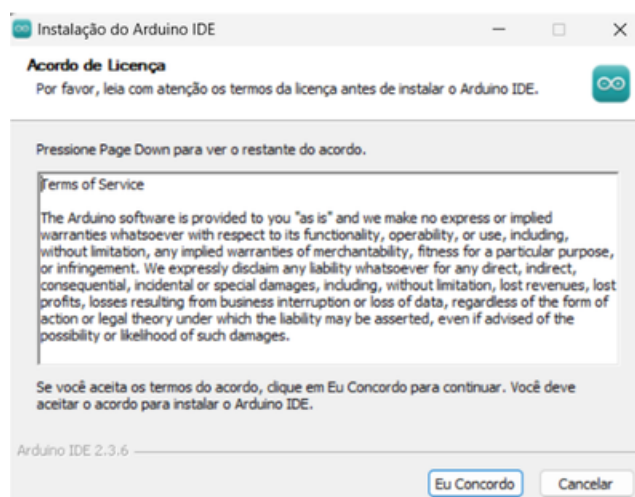 Instalação do Arduino IDE
Acordo de Licença
Por favor, leia com atenção os termos da licença antes de instalar o Arduino IDE.
Pressione Page Down para ver o restante do acordo.
Terms of Service
The Arduino software is provided to you "as is" and we make no express or implied
warranties whatsoever with respect to its functionality, operability, or use, including,
without limitation, any implied warranties of merchantability, fitness for a particular purpose,
or infringement. We expressly disclaim any liability whatsoever for any direct, indirect,
consequential, incidental or special damages, including, without limitation, lost revenues, lost
profits, losses resulting from business interruption or loss of data, regardless of the form of
action or legal theory under which the liability may be asserted, even if advised of the
possibility or likelihood of such damages.
Se você aceita os termos do acordo, clique em Eu Concordo para continuar. Você deve
aceitar o acordo para instalar o Arduino IDE.
Arduino IDE 2.3.6
Eu Concordo
Cancelar